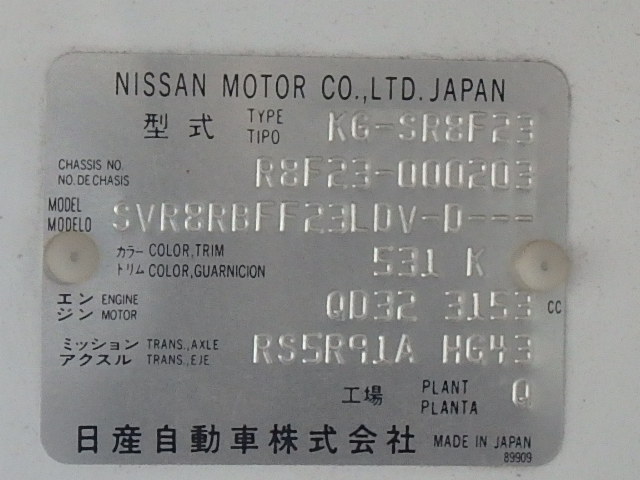 NISSAN MOTOR CO.,LTD. JAPAN
型式 TYPE TIPO KG-SR8F23
CHASSIS NO. NO.DE CHASIS R8F23-000203
MODEL MODELO SVR8RBFF23LDV-D---
カラー COLOR,TRIM
トリム COLOR,GUARNICION 531 K
エンジン ENGINE MOTOR QD32 3153 CC
ミッション TRANS.,AXLE
アクスル TRANS.,EJE RS5R91A HG43
工場 PLANT PLANTA Q
日産自動車株式会社 MADE IN JAPAN
89909